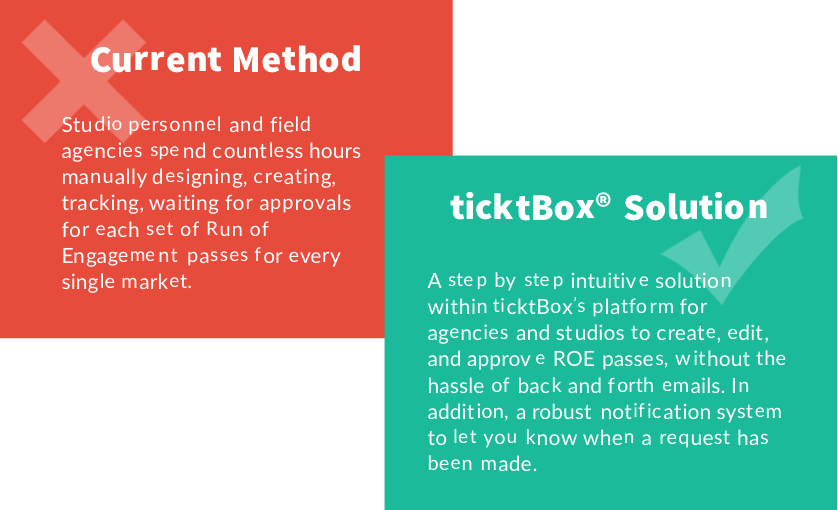 Current Method
Studio personnel and field
agencies spend countless hours
manually designing, creating,
tracking, waiting for approvals
for each set of Run of
Engagement passes for every
single market.
ticktBox® Solution
A step by step intuitive solution
within ticktBox's platform for
agencies and studios to create, edit,
and approve ROE passes, without the
hassle of back and forth emails. In
addition, a robust notification system
to let you know when a request has
been made.